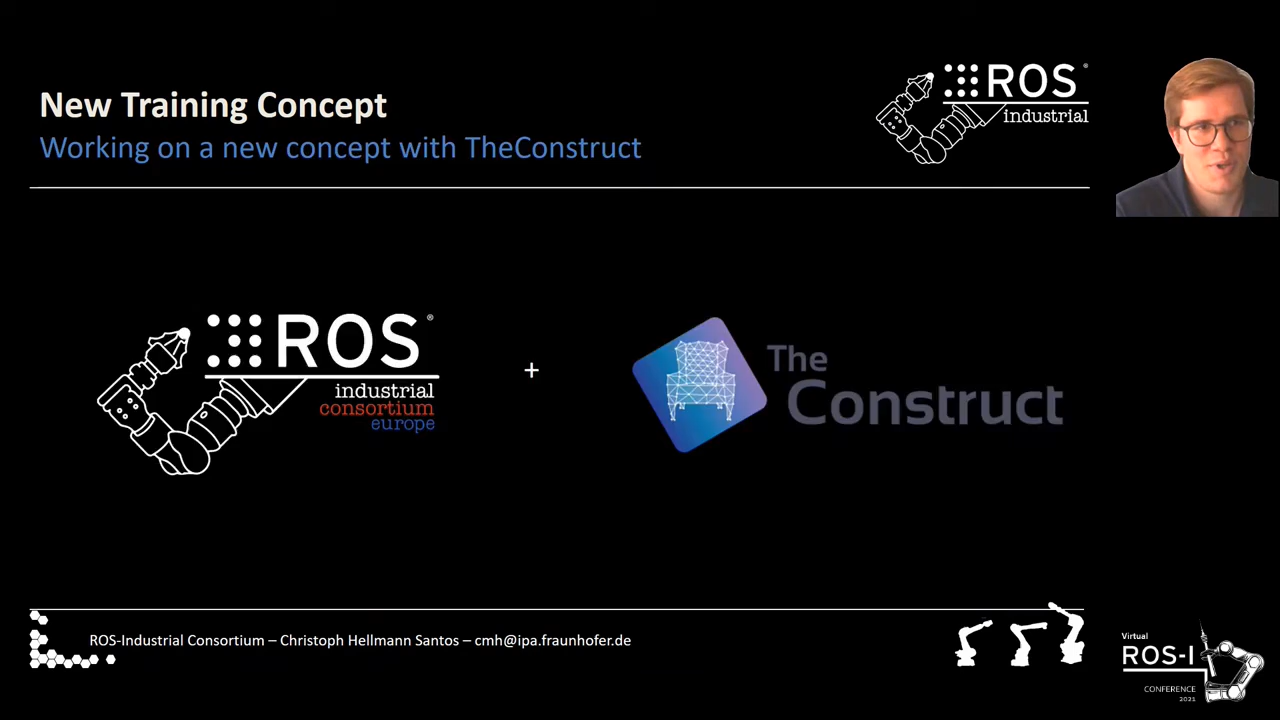 New Training Concept
Working on a new concept with TheConstruct
ROS®
industrial
ROS®
industrial
consortium
europe
+
The
Construct
ROS-Industrial Consortium – Christoph Hellmann Santos – cmh@ipa.fraunhofer.de
Virtual
ROS-I
CONFERENCE
2021